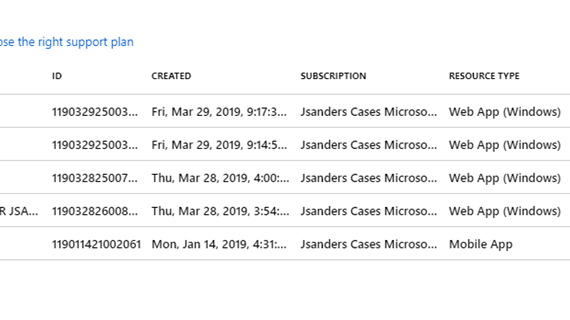 ose the right support plan
ID CREATED SUBSCRIPTION RESOURCE TYPE
119032925003... Fri, Mar 29, 2019, 9:17:3... Jsanders Cases Microso... Web App (Windows)
119032925003... Fri, Mar 29, 2019, 9:14:5... Jsanders Cases Microso... Web App (Windows)
119032825007... Thu, Mar 28, 2019, 4:00:... Jsanders Cases Microso... Web App (Windows)
R JSA... 119032826008... Thu, Mar 28, 2019, 3:54:... Jsanders Cases Microso... Web App (Windows)
119011421002061 Mon, Jan 14, 2019, 4:31:... Jsanders Cases Microso... Mobile App